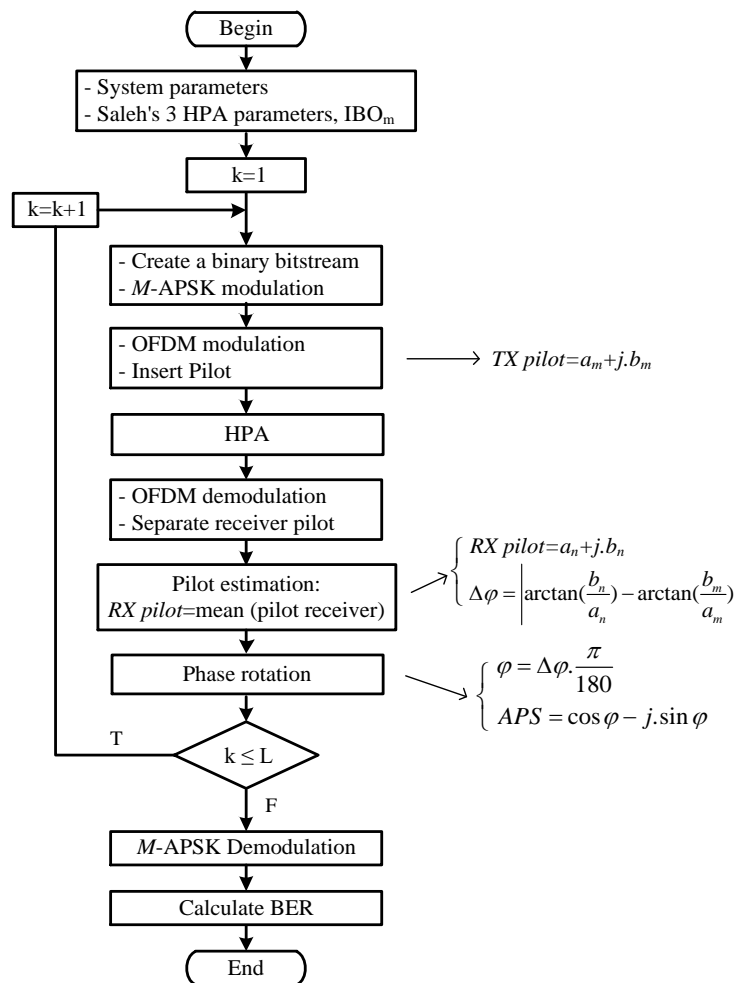 Begin
- System parameters
- Saleh's 3 HPA parameters, IBOₘ
k=1
k=k+1
- Create a binary bitstream
- M-APSK modulation
- OFDM modulation
- Insert Pilot
TX pilot=aₘ+j.bₘ
HPA
- OFDM demodulation
- Separate receiver pilot
Pilot estimation:
RX pilot=mean (pilot receiver)
{ RX pilot=aₙ+j.bₙ
Δφ = |arctan(bₙ/aₙ) − arctan(bₘ/aₘ)
Phase rotation
{ φ = Δφ.π/180
APS = cos φ − j.sin φ
T
k ≤ L
F
M-APSK Demodulation
Calculate BER
End